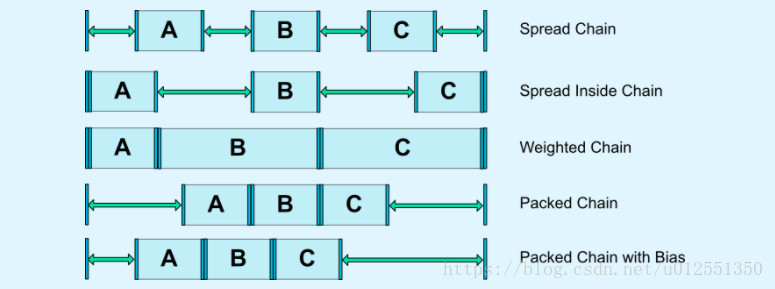 A B C Spread Chain
A B C Spread Inside Chain
A B C Weighted Chain
A B C Packed Chain
A B C Packed Chain with Bias
https://blog.csdn.net/u012551350